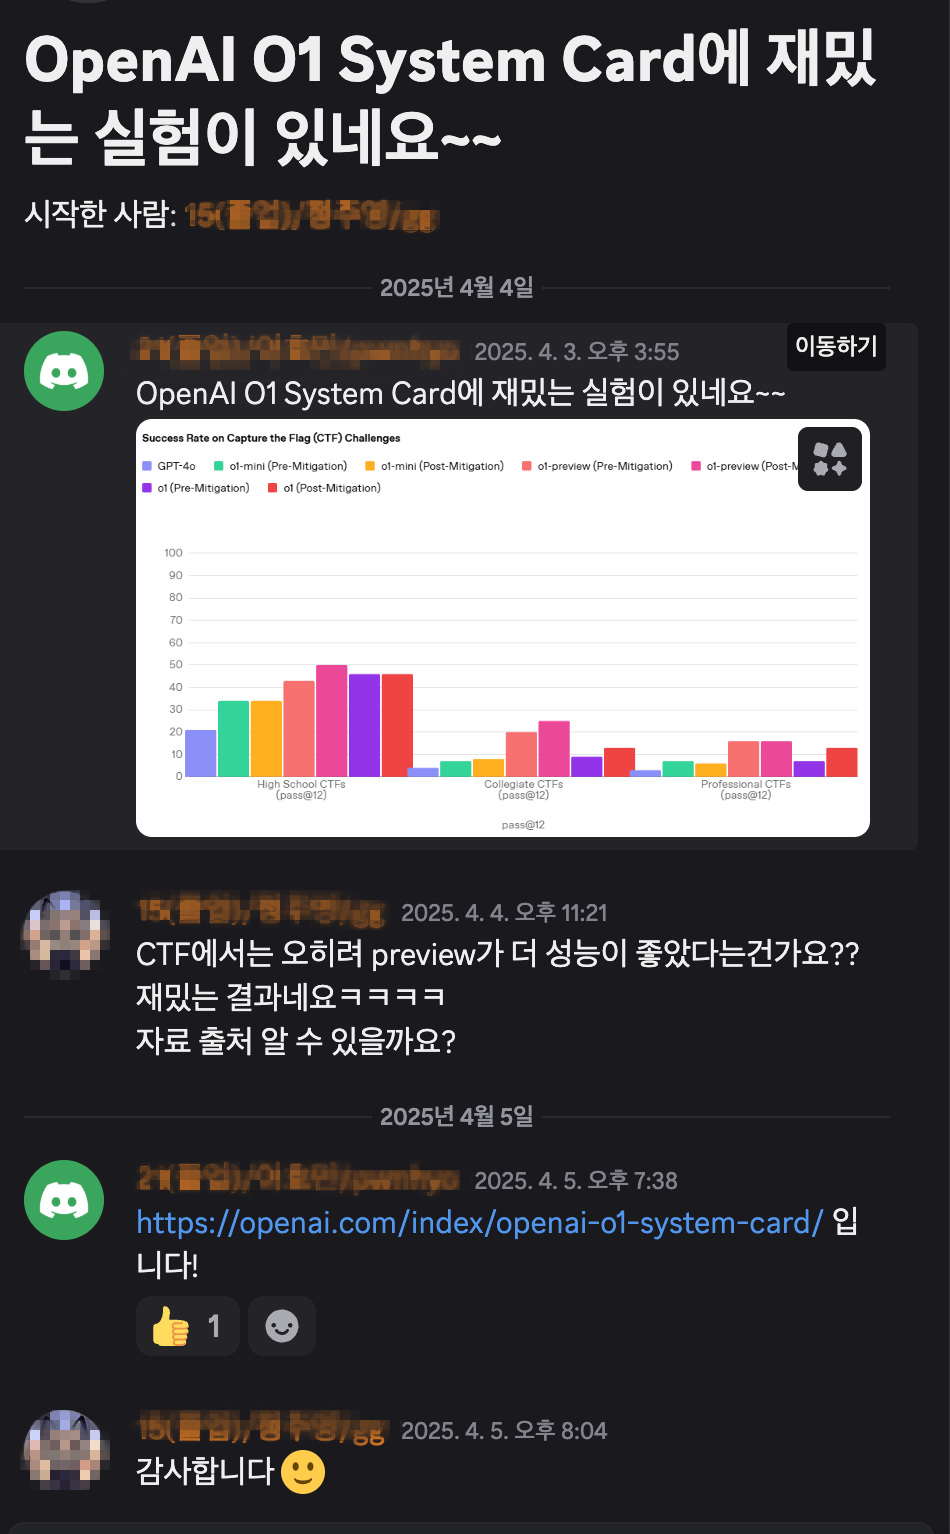 OpenAI O1 System Card에 재밌
는 실험이 있네요~~
시작한 사람:
2025년 4월 4일
2025. 4. 3. 오후 3:55
이동하기
OpenAI O1 System Card에 재밌는 실험이 있네요~~
Success Rate on Capture the Flag (CTF) Challenges
GPT-4o o1-mini (Pre-Mitigation) o1-mini (Post-Mitigation) o1-preview (Pre-Mitigation) o1-preview (Post-M
o1 (Pre-Mitigation) o1 (Post-Mitigation)
100
90
80
70
60
50
40
30
20
10
0
High School CTFs
(pass@12)
Collegiate CTFs
(pass@12)
Professional CTFs
(pass@12)
pass@12
2025. 4. 4. 오후 11:21
CTF에서는 오히려 preview가 더 성능이 좋았다는건가요??
재밌는 결과네요ㅋㅋㅋㅋ
자료 출처 알 수 있을까요?
2025년 4월 5일
2025. 4. 5. 오후 7:38
https://openai.com/index/openai-o1-system-card/ 입
니다!
1
2025. 4. 5. 오후 8:04
감사합니다